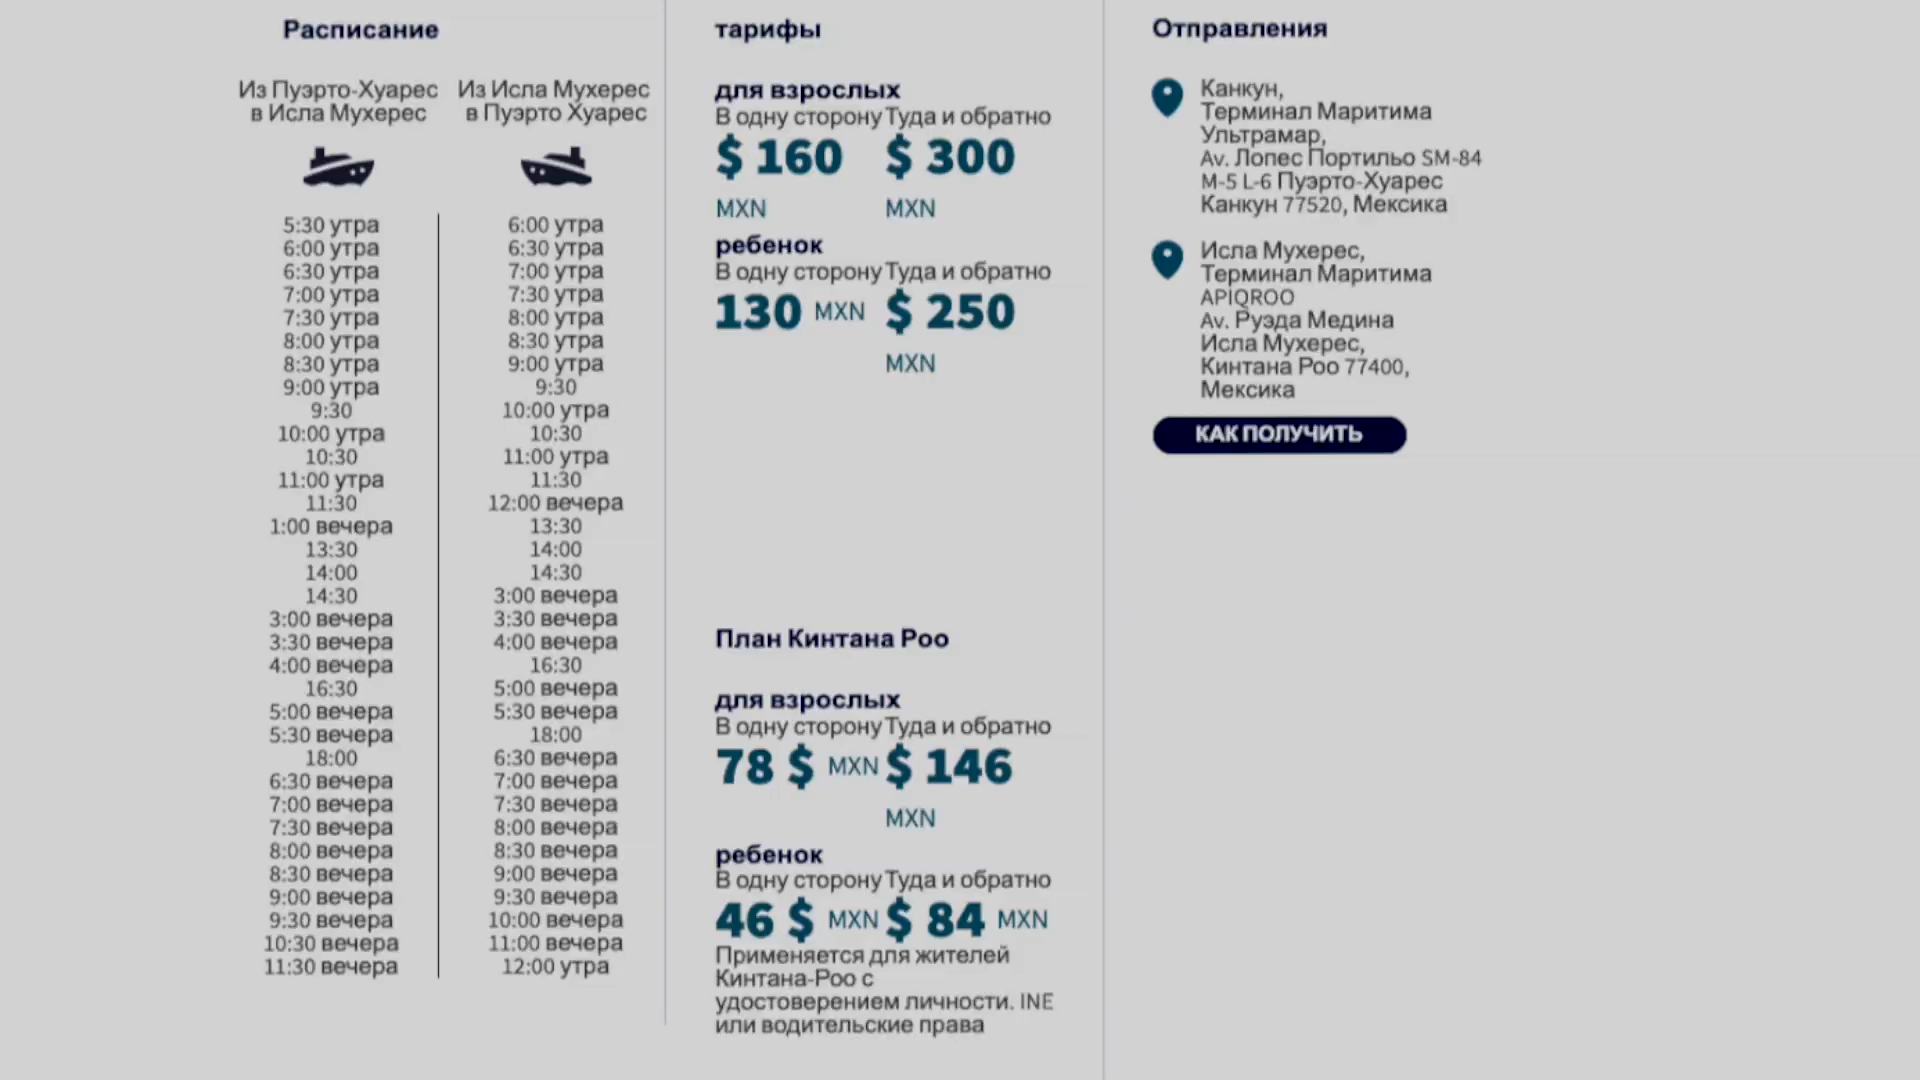 Расписание
Из Пуэрто-Хуарес
в Исла Мухерес
Из Исла Мухерес
в Пуэрто Хуарес
5:30 утра
6:00 утра
6:30 утра
7:00 утра
7:30 утра
8:00 утра
8:30 утра
9:00 утра
9:30
10:00 утра
10:30
11:00 утра
11:30
1:00 вечера
13:30
14:00
14:30
3:00 вечера
3:30 вечера
4:00 вечера
16:30
5:00 вечера
5:30 вечера
18:00
6:30 вечера
7:00 вечера
7:30 вечера
8:00 вечера
8:30 вечера
9:00 вечера
9:30 вечера
10:30 вечера
11:30 вечера
6:00 утра
6:30 утра
7:00 утра
7:30 утра
8:00 утра
8:30 утра
9:00 утра
9:30
10:00 утра
10:30
11:00 утра
11:30
12:00 вечера
13:30
14:00
14:30
3:00 вечера
3:30 вечера
4:00 вечера
16:30
5:00 вечера
5:30 вечера
18:00
6:30 вечера
7:00 вечера
7:30 вечера
8:00 вечера
8:30 вечера
9:00 вечера
9:30 вечера
10:00 вечера
11:00 вечера
12:00 утра
тарифы
для взрослых
В одну сторону Туда и обратно
$ 160 $ 300
MXN MXN
ребенок
В одну сторону Туда и обратно
130 MXN $ 250
MXN
План Кинтана Роо
для взрослых
В одну сторону Туда и обратно
78 $ MXN $ 146
MXN
ребенок
В одну сторону Туда и обратно
46 $ MXN $ 84 MXN
Применяется для жителей
Кинтана-Роо с
удостоверением личности. INE
или водительские права
Отправления
Канкун,
Терминал Маритима
Ультрамар,
Av. Лопес Портильо SM-84
M-5 L-6 Пуэрто-Хуарес
Канкун 77520, Мексика
Исла Мухерес,
Терминал Маритима
APIQROO
Av. Руэда Медина
Исла Мухерес,
Кинтана Роо 77400,
Мексика
КАК ПОЛУЧИТЬ